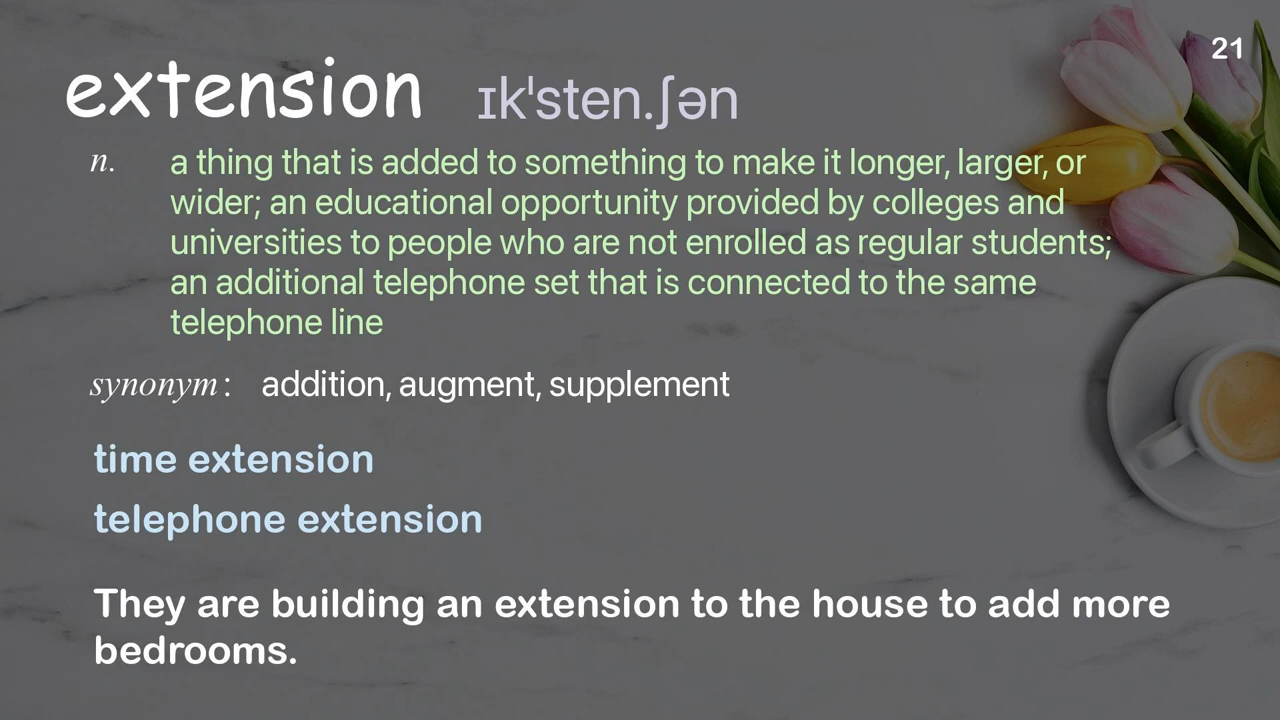 21
extension ɪkˈsten.ʃən
n. a thing that is added to something to make it longer, larger, or
wider; an educational opportunity provided by colleges and
universities to people who are not enrolled as regular students;
an additional telephone set that is connected to the same
telephone line
synonym: addition, augment, supplement
time extension
telephone extension
They are building an extension to the house to add more
bedrooms.